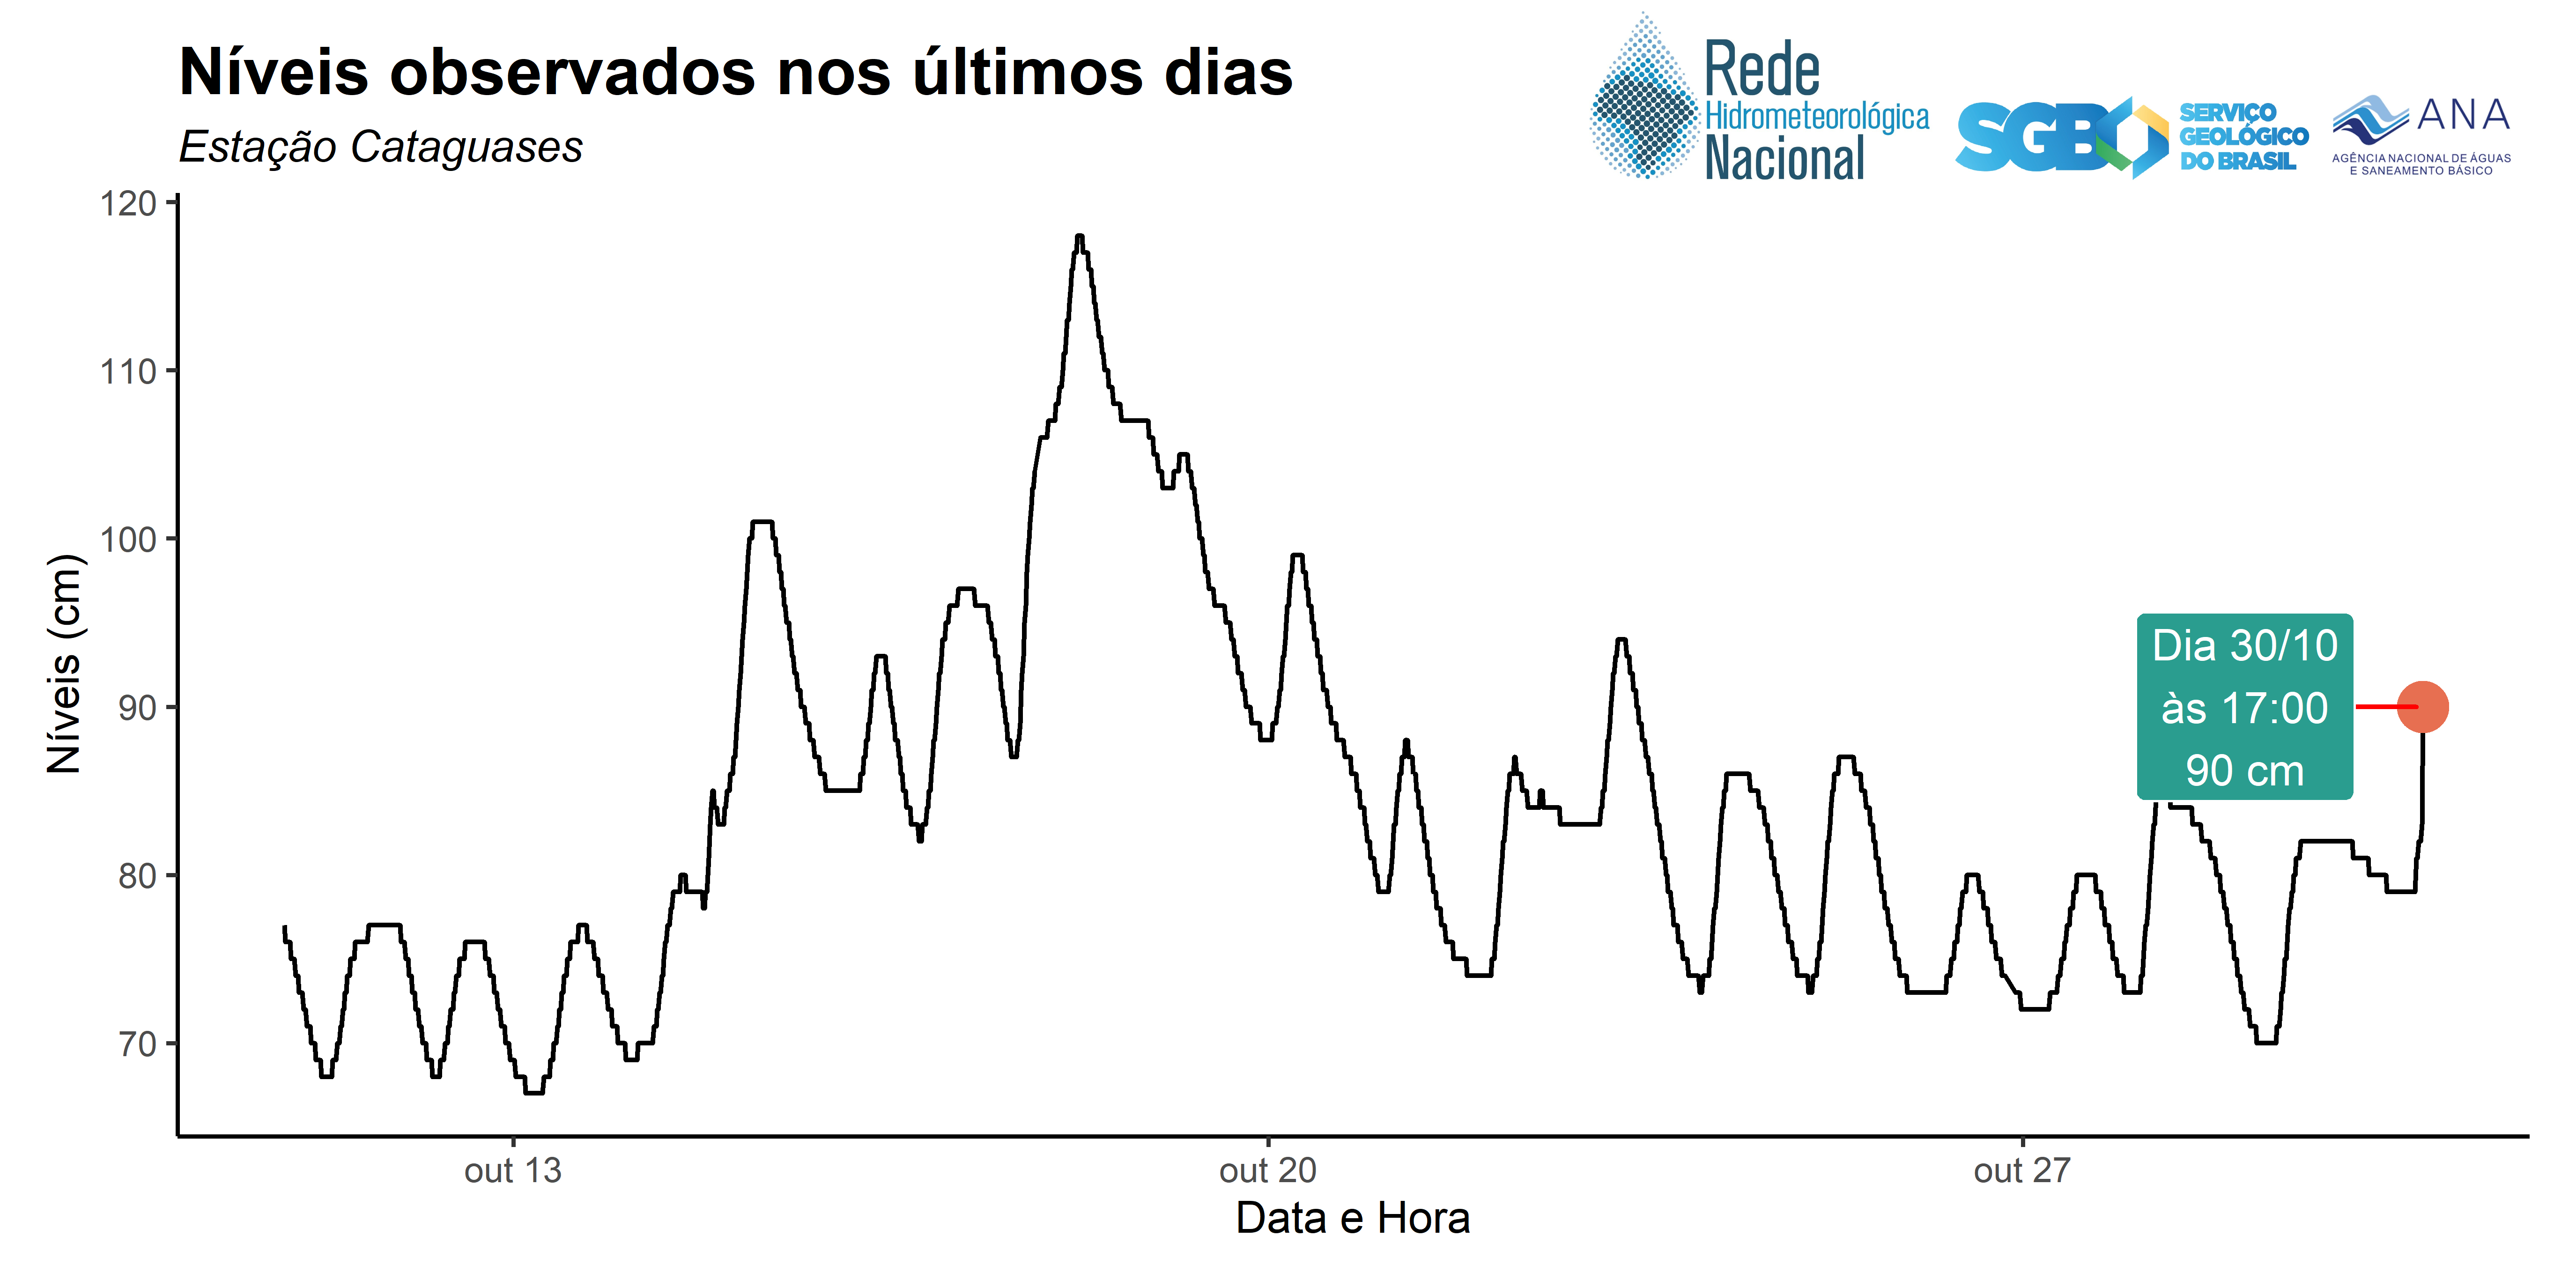 Níveis observados nos últimos dias
Estação Cataguases
Rede
Hidrometeorológica
Nacional
SGB
SERVIÇO
GEOLÓGICO
DO BRASIL
ANA
AGÊNCIA NACIONAL DE ÁGUAS
E SANEAMENTO BÁSICO
120
110
100
90
80
70
Níveis (cm)
Dia 30/10
às 17:00
90 cm
out 13
out 20
out 27
Data e Hora